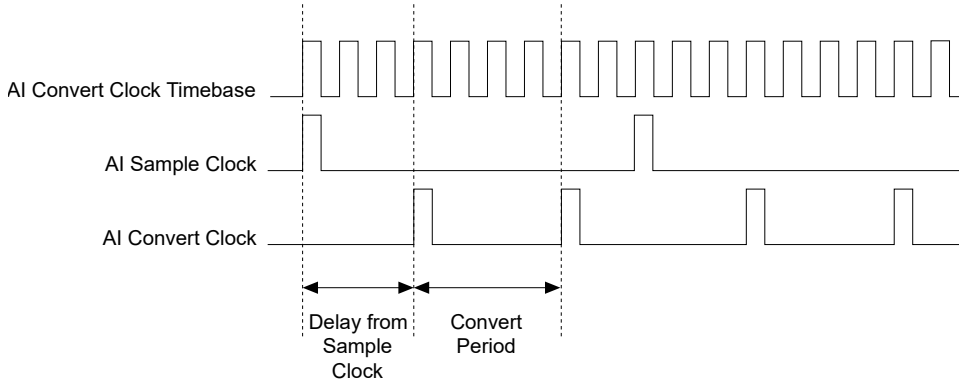 AI Convert Clock Timebase
AI Sample Clock
AI Convert Clock
Delay from
Sample
Clock
Convert
Period